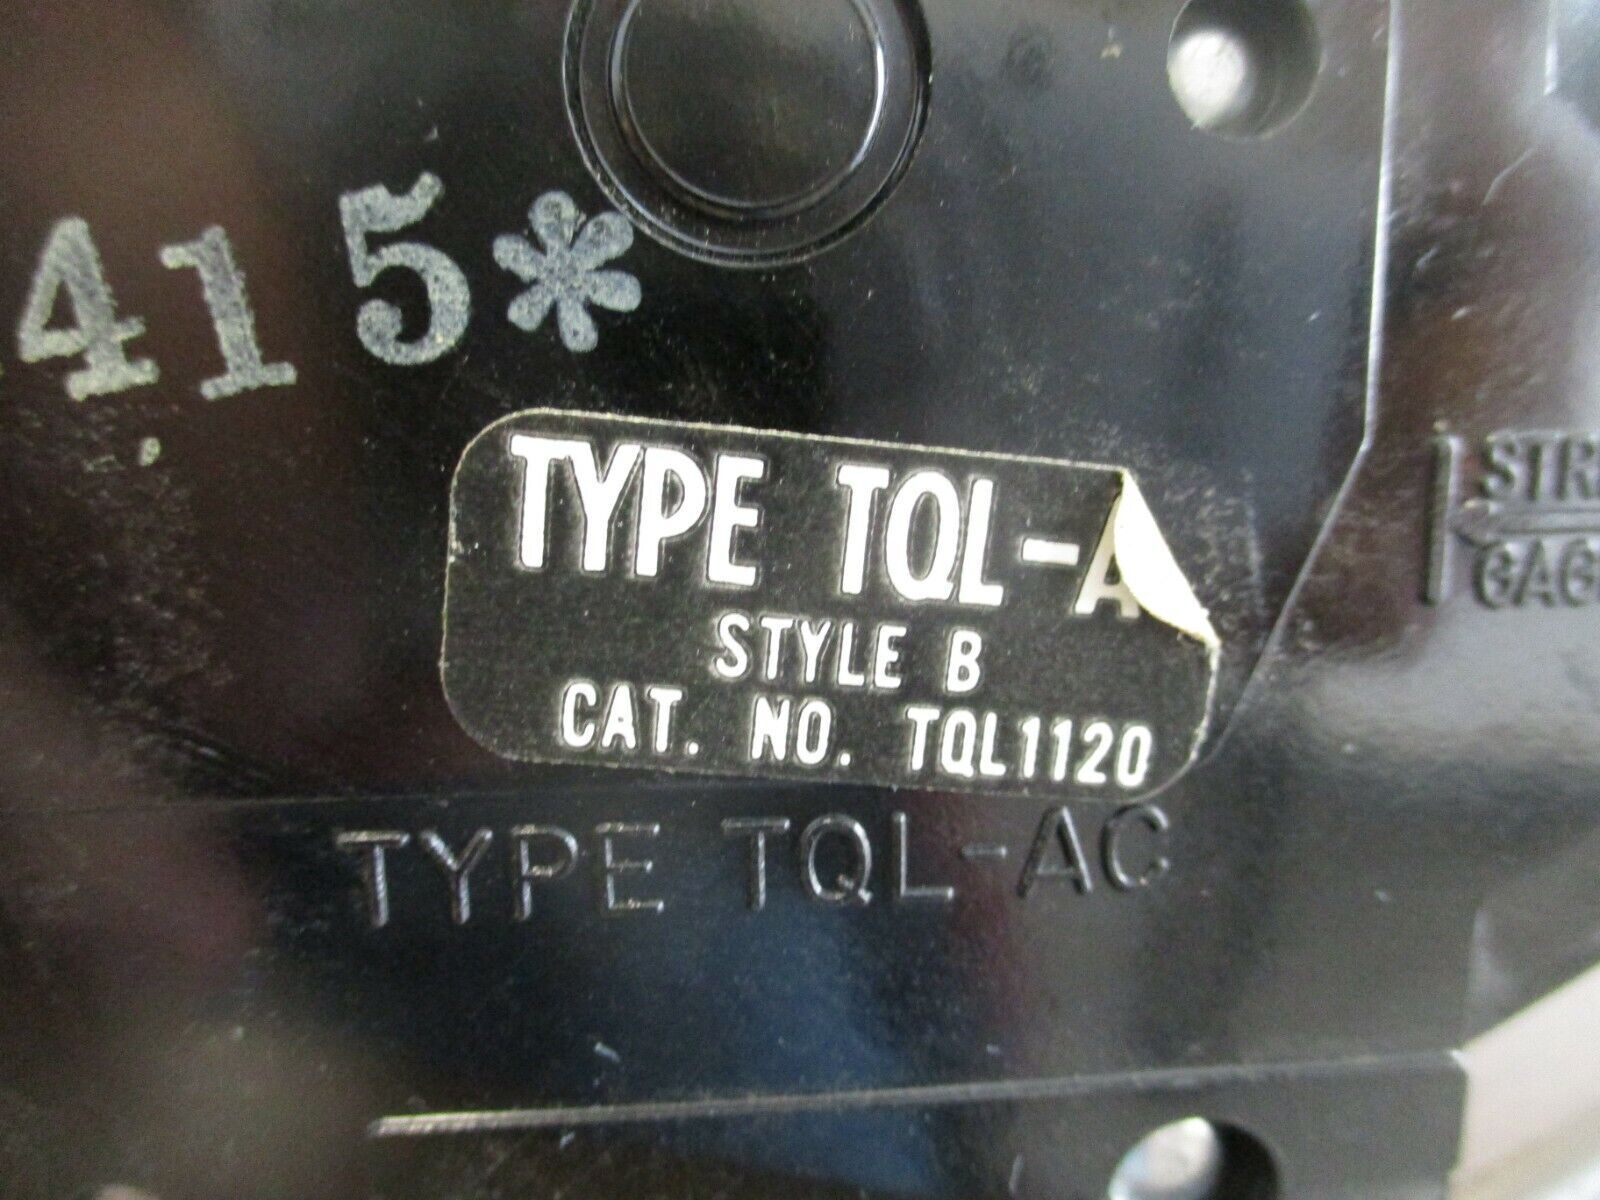 415*
TYPE TQL-A
STYLE B
CAT. NO. TQL1120
TYPE TQL-AC